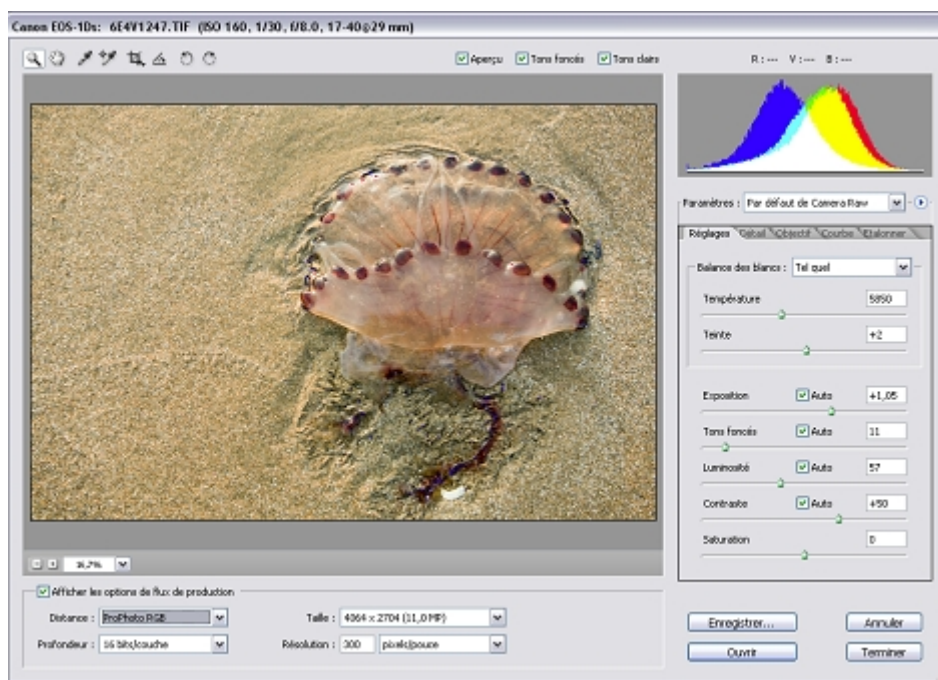 Canon EOS-1Ds: 6E4V1247.TIF (ISO 160, 1/30, f/8.0, 17-40@29 mm)
Aperçu Tons foncés Tons clairs
R : --- V : --- B : ---
Paramètres : Par défaut de Camera Raw
Réglages Détail Objectif Courbe Etalonner
Balance des blancs : Tel quel
Température 5850
Teinte +2
Exposition Auto +1,05
Tons foncés Auto 11
Luminosité Auto 57
Contraste Auto +50
Saturation 0
16,7%
Afficher les options de flux de production
Distance : ProPhoto RGB Taille : 4064 x 2704 (11,0 MP)
Profondeur : 16 bits/couche Résolution : 300 pixels/pouce
Enregistrer... Annuler
Ouvrir Terminer